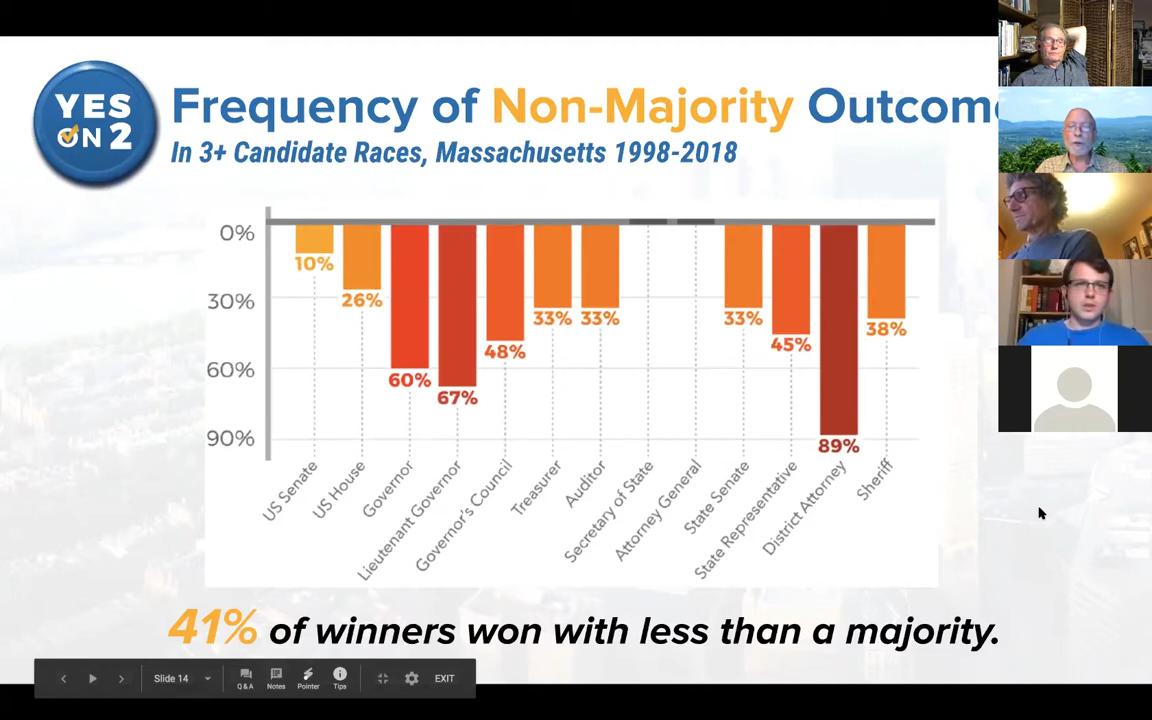 YES
ON 2
Frequency of Non-Majority Outcom
In 3+ Candidate Races, Massachusetts 1998-2018
0%
30%
60%
90%
10%
26%
60%
67%
48%
33%
33%
33%
45%
89%
38%
US Senate
US House
Governor
Lieutenant Governor
Governor's Council
Treasurer
Auditor
Secretary of State
Attorney General
State Senate
State Representative
District Attorney
Sheriff
41% of winners won with less than a majority.
Slide 14
Q&A
Notes
Pointer
Tips
EXIT